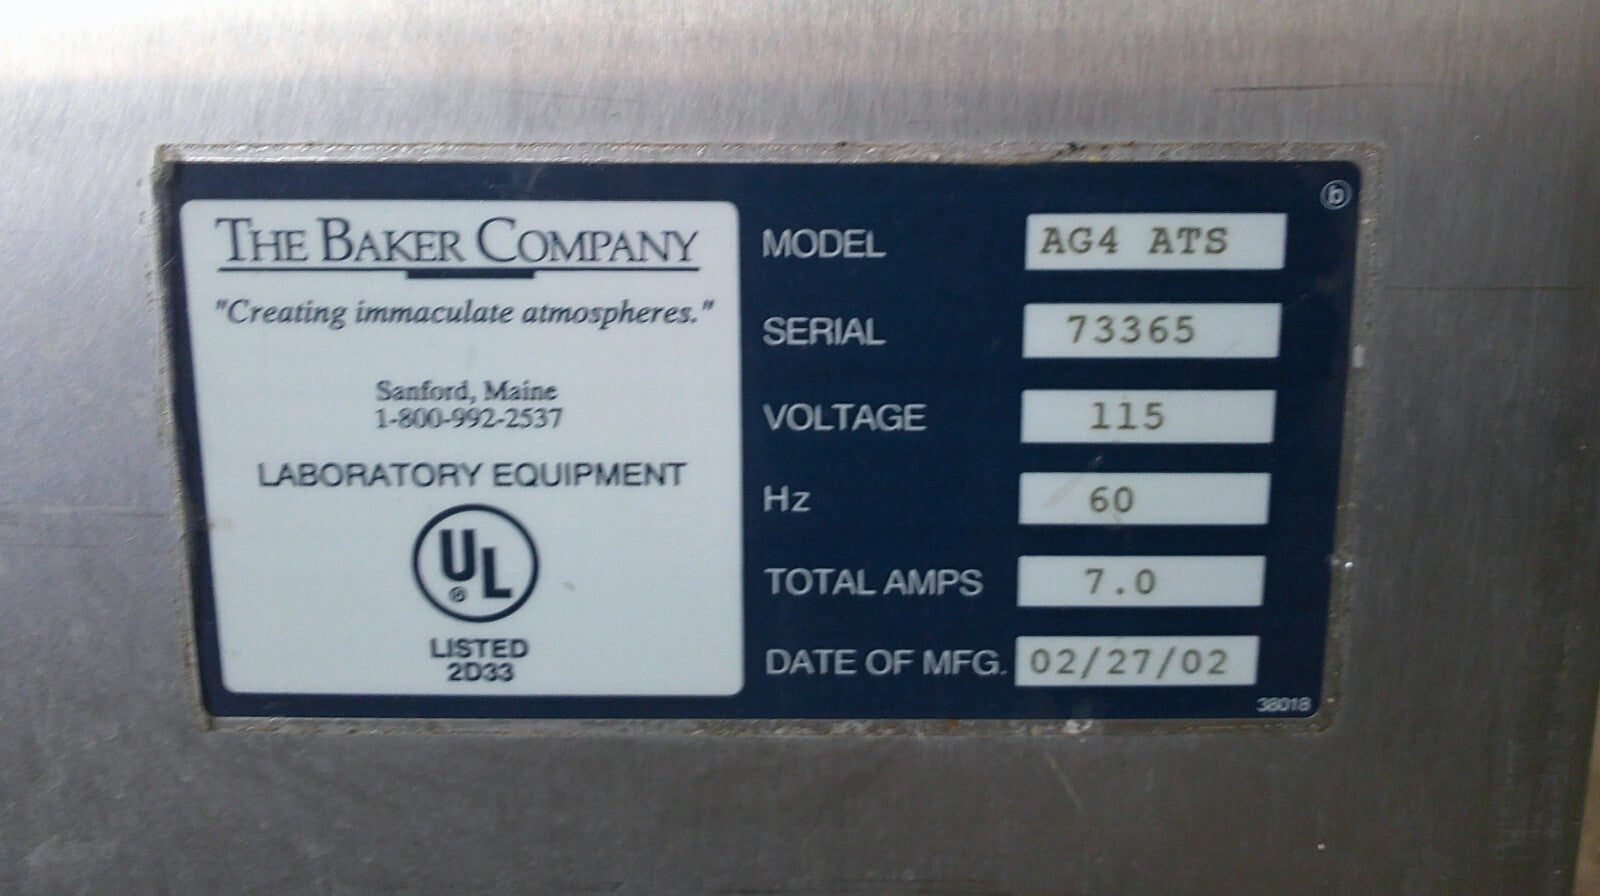 THE BAKER COMPANY
"Creating immaculate atmospheres."
Sanford, Maine
1-800-992-2537
LABORATORY EQUIPMENT
UL
®
LISTED
2D33
b
MODEL AG4 ATS
SERIAL 73365
VOLTAGE 115
Hz 60
TOTAL AMPS 7.0
DATE OF MFG. 02/27/02
38018